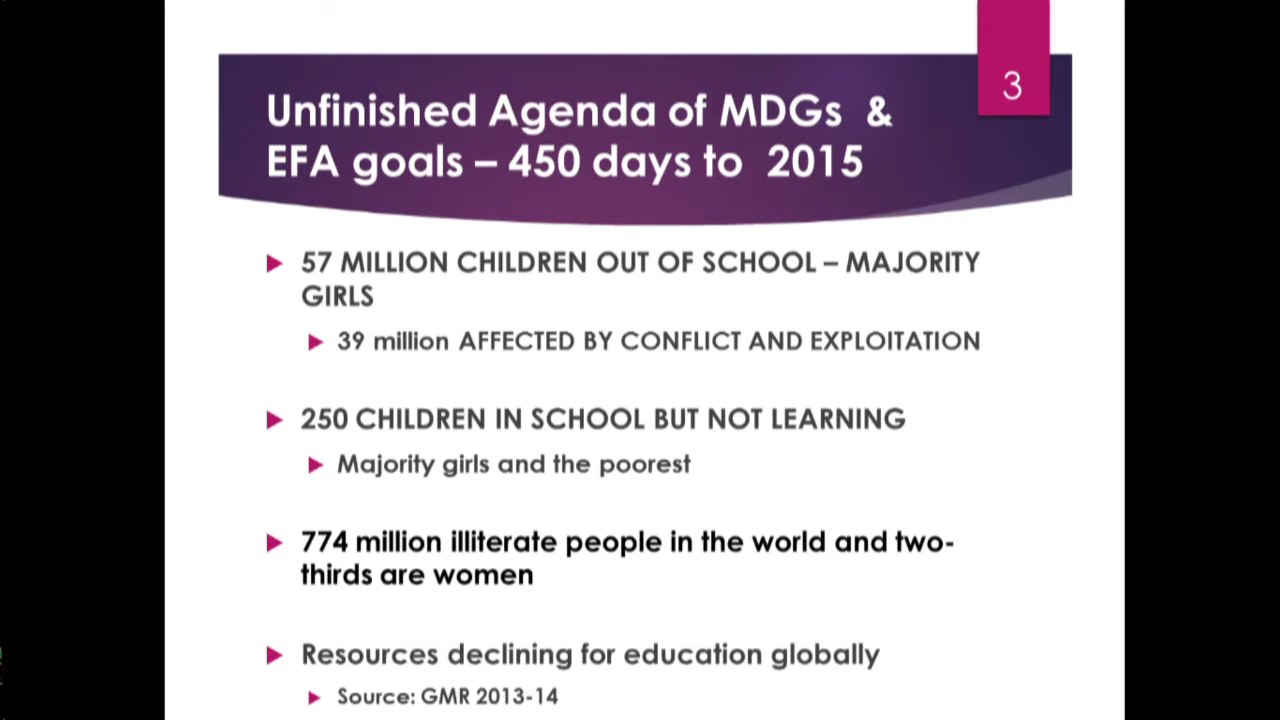 3
Unfinished Agenda of MDGs &
EFA goals – 450 days to 2015
57 MILLION CHILDREN OUT OF SCHOOL – MAJORITY
GIRLS
39 million AFFECTED BY CONFLICT AND EXPLOITATION
250 CHILDREN IN SCHOOL BUT NOT LEARNING
Majority girls and the poorest
774 million illiterate people in the world and two-
thirds are women
Resources declining for education globally
Source: GMR 2013-14